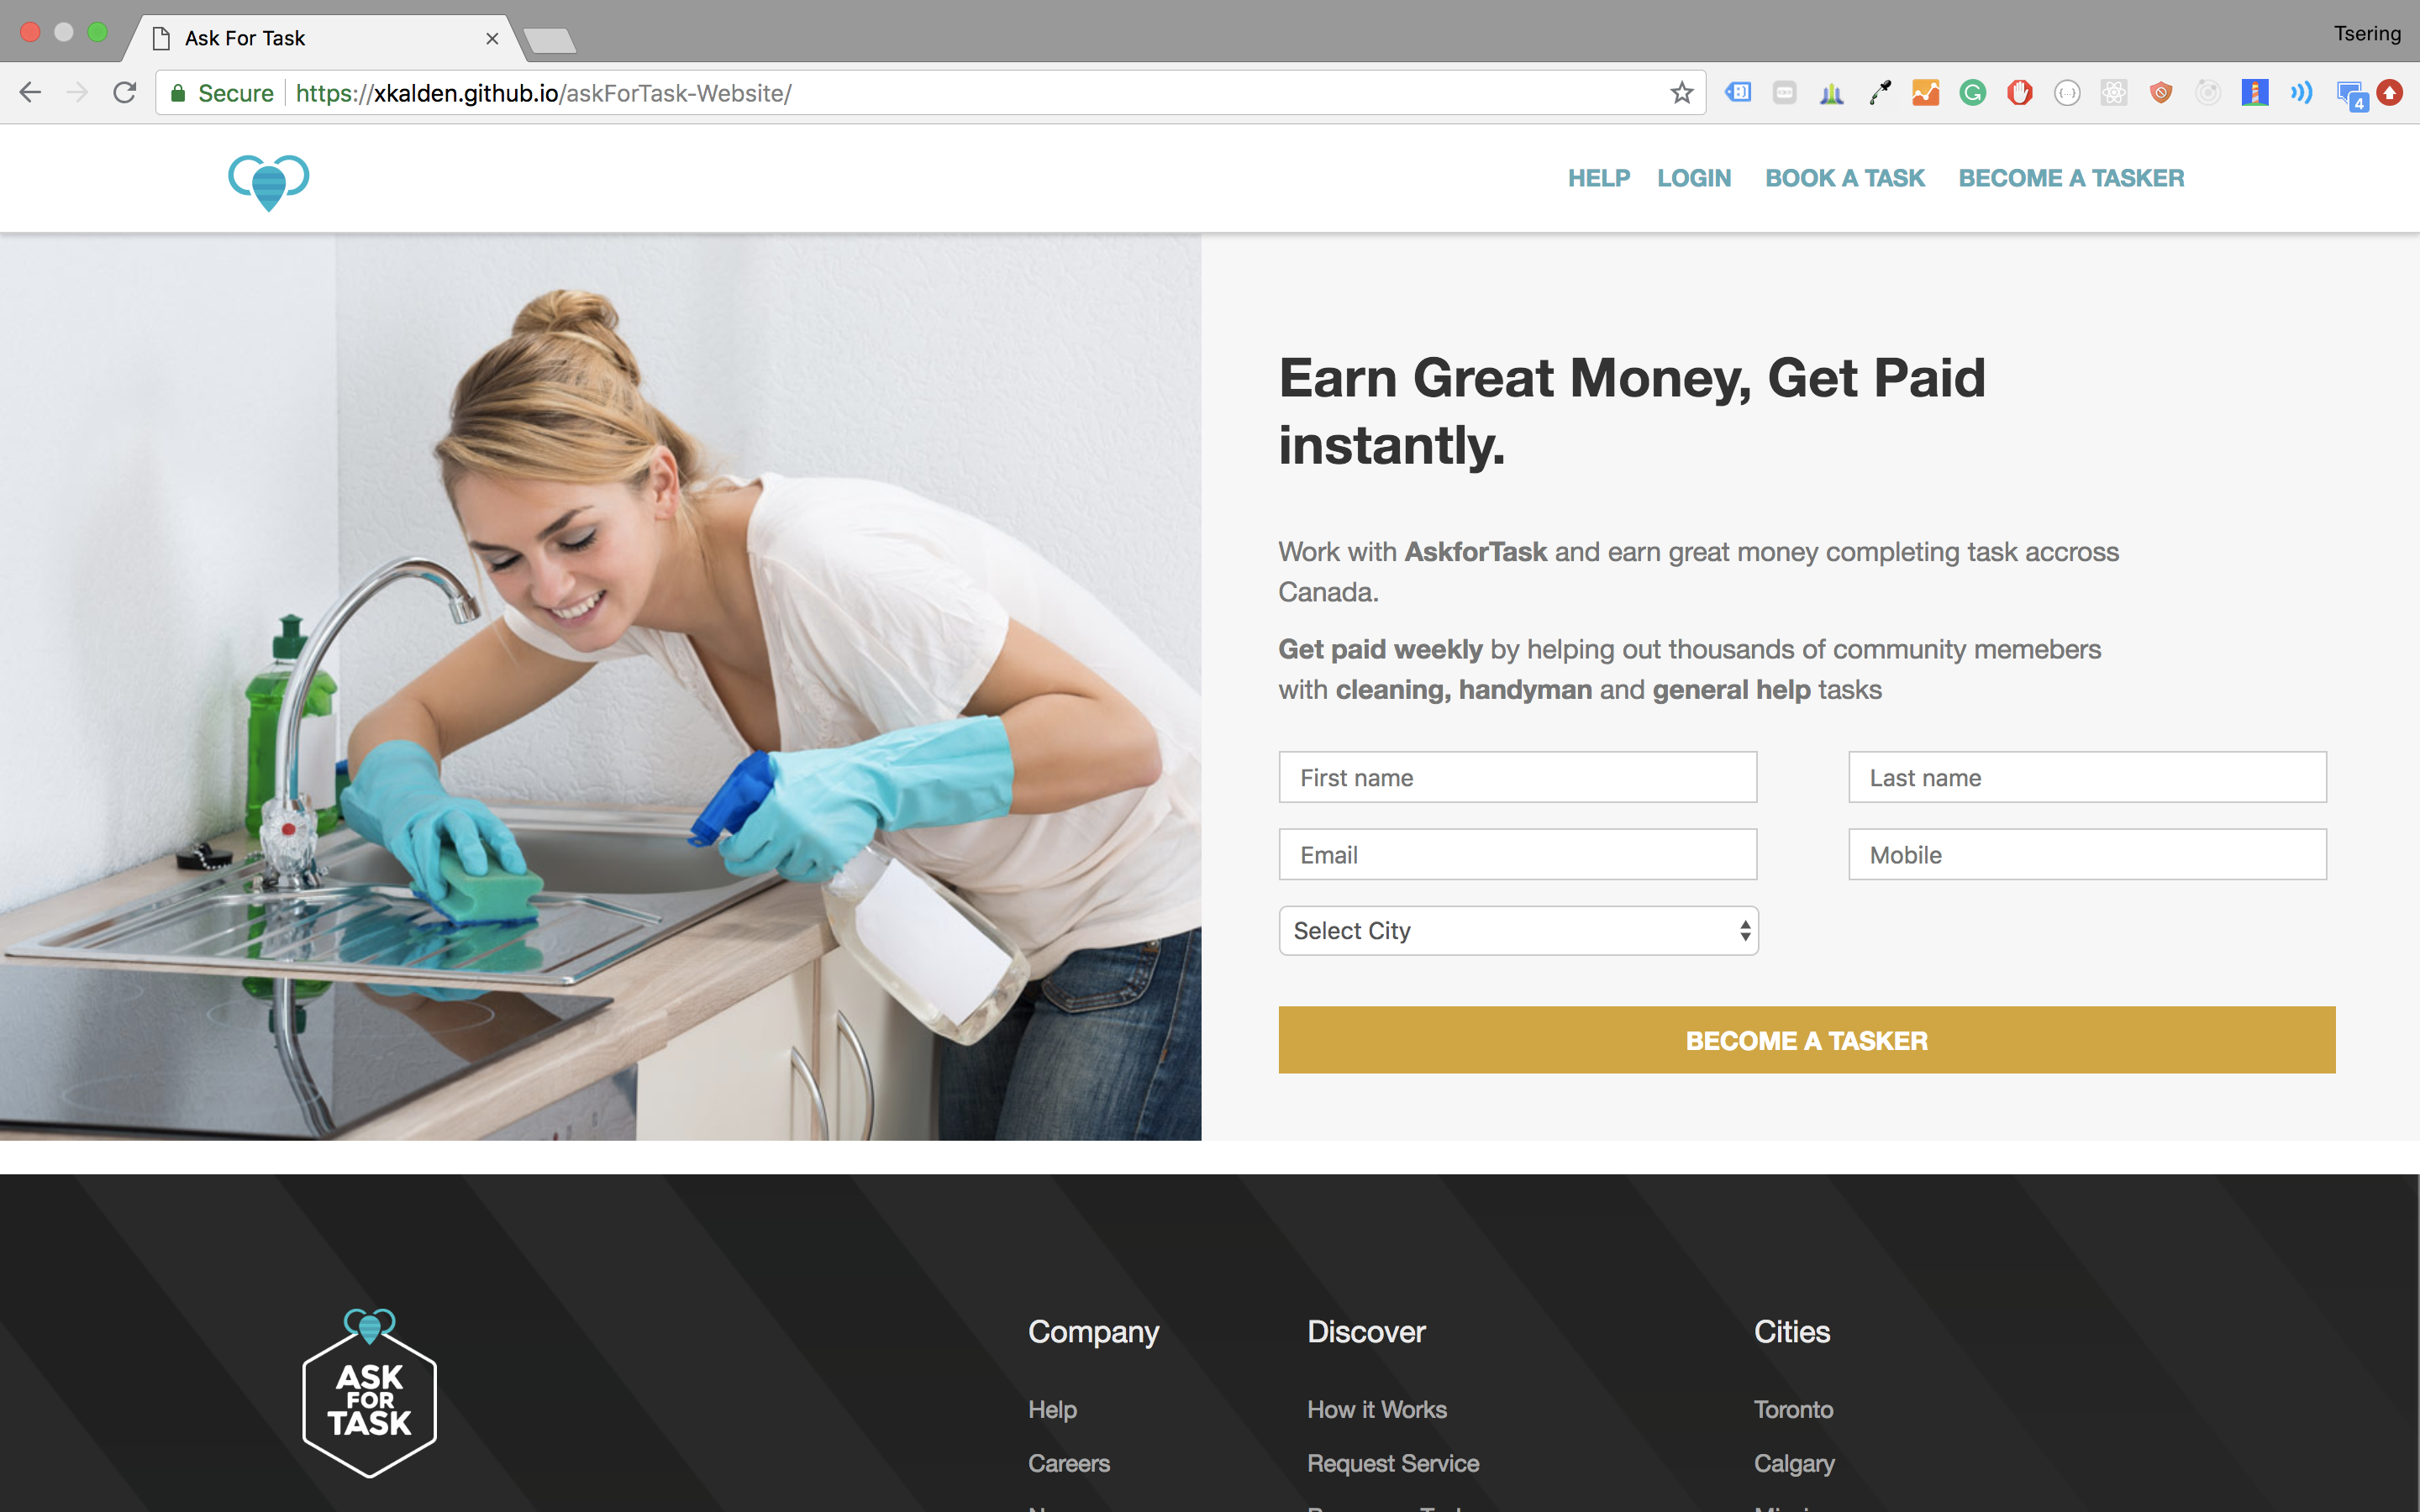 Ask For Task
Tsering
Secure https://xkalden.github.io/askForTask-Website/
4
HELP LOGIN BOOK A TASK BECOME A TASKER
Earn Great Money, Get Paid
instantly.
Work with AskforTask and earn great money completing task accross
Canada.
Get paid weekly by helping out thousands of community memebers
with cleaning, handyman and general help tasks
First name Last name
Email Mobile
Select City
BECOME A TASKER
ASK
FOR
TASK
Company Discover Cities
Help How it Works Toronto
Careers Request Service Calgary